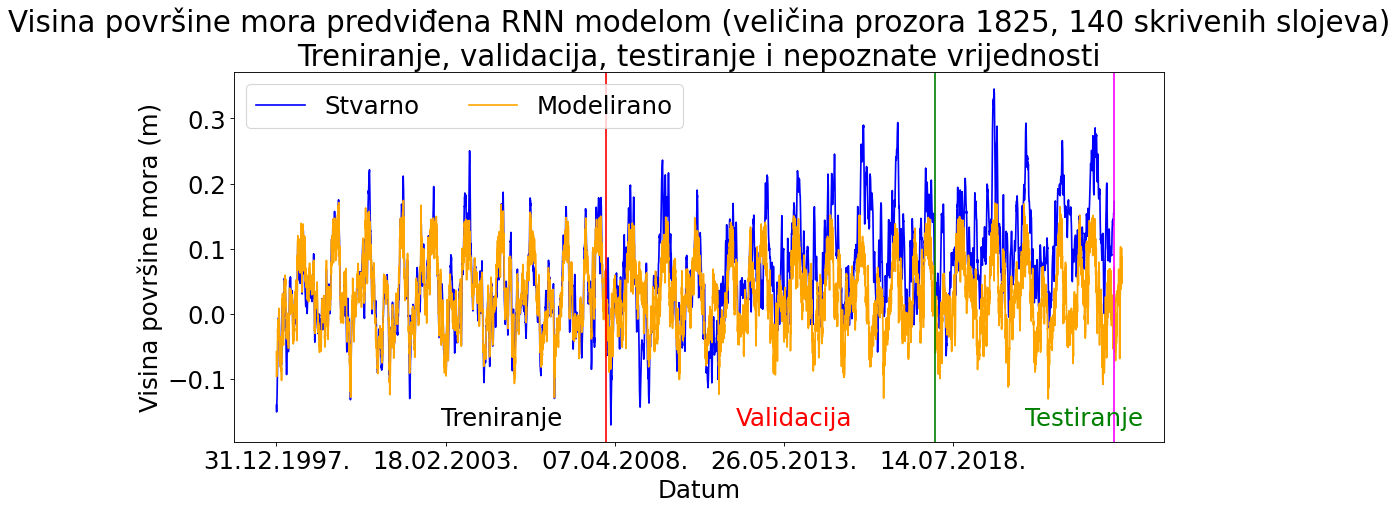 Visina površine mora predviđena RNN modelom (veličina prozora 1825, 140 skrivenih slojeva)
Treniranje, validacija, testiranje i nepoznate vrijednosti
Stvarno Modelirano
Visina površine mora (m)
0.3
0.2
0.1
0.0
−0.1
Treniranje Validacija Testiranje
31.12.1997. 18.02.2003. 07.04.2008. 26.05.2013. 14.07.2018.
Datum